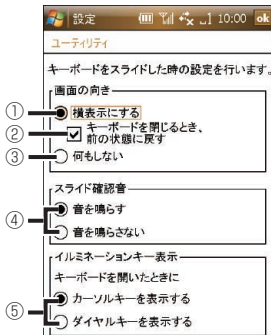 設定 10:00 ok
ユーティリティ
キーボードをスライドした時の設定を行います。
画面の向き
① 横表示にする
② キーボードを閉じるとき、
前の状態に戻す
③ 何もしない
スライド確認音
④ 音を鳴らす
音を鳴らさない
イルミネーションキー表示
キーボードを開いたときに
⑤ カーソルキーを表示する
ダイヤルキーを表示する